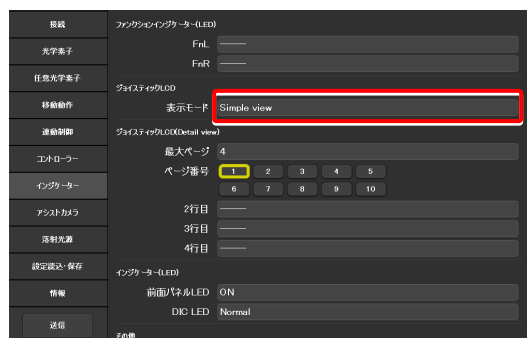 接続
光学素子
任意光学素子
移動動作
連動制御
コントローラー
インジケーター
アシストカメラ
落射光源
設定読込・保存
情報
送信
ファンクションインジケーター(LED)
FnL ――
FnR ――
ジョイスティックLCD
表示モード Simple view
ジョイスティックLCD(Detail view)
最大ページ 4
ページ番号 1 2 3 4 5
6 7 8 9 10
2行目 ――
3行目 ――
4行目 ――
インジケーター(LED)
前面パネルLED ON
DIC LED Normal
その他